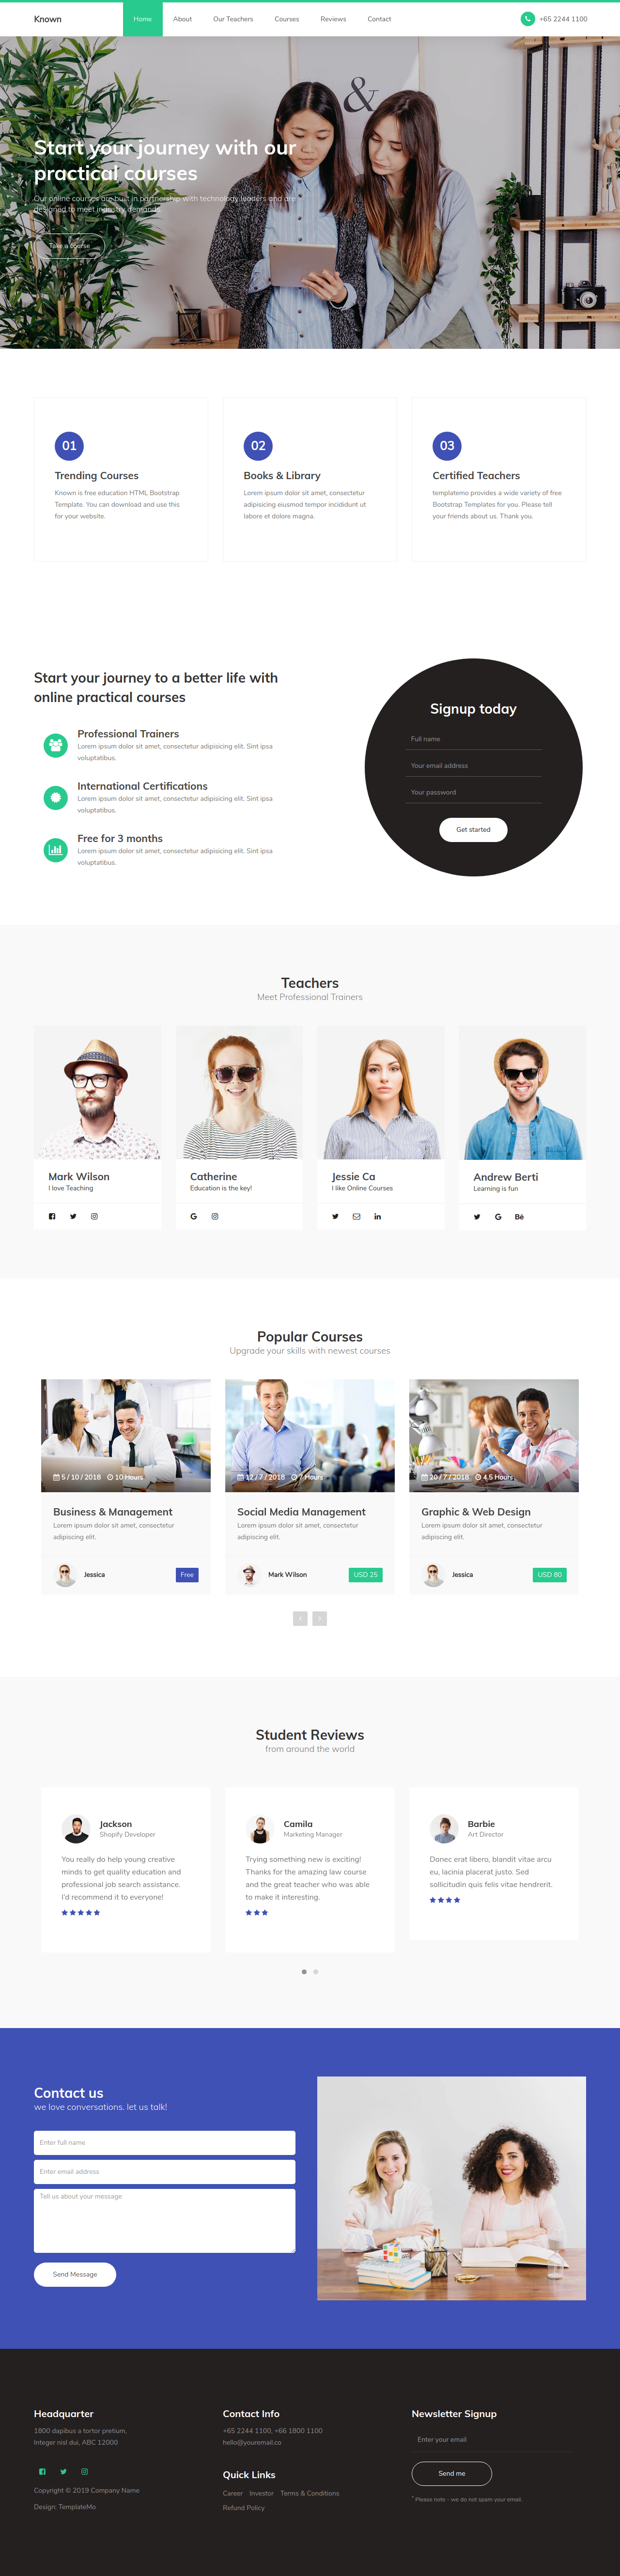 Known
Home
About
Our Teachers
Courses
Reviews
Contact
+65 2244 1100
&
Start your journey with our
practical courses
Our online courses are built in partnership with technology leaders and are
designed to meet industry demands.
Take a course
01
Trending Courses
Known is free education HTML Bootstrap
Template. You can download and use this
for your website.
02
Books & Library
Lorem ipsum dolor sit amet, consectetur
adipisicing eiusmod tempor incididunt ut
labore et dolore magna.
03
Certified Teachers
templatemo provides a wide variety of free
Bootstrap Templates for you. Please tell
your friends about us. Thank you.
Start your journey to a better life with
online practical courses
Professional Trainers
Lorem ipsum dolor sit amet, consectetur adipisicing elit. Sint ipsa
voluptatibus.
International Certifications
Lorem ipsum dolor sit amet, consectetur adipisicing elit. Sint ipsa
voluptatibus.
Free for 3 months
Lorem ipsum dolor sit amet, consectetur adipisicing elit. Sint ipsa
voluptatibus.
Signup today
Full name
Your email address
Your password
Get started
Teachers
Meet Professional Trainers
Mark Wilson
I love Teaching
Catherine
Education is the key!
Jessie Ca
I like Online Courses
Andrew Berti
Learning is fun
Popular Courses
Upgrade your skills with newest courses
5 / 10 / 2018 10 Hours
Business & Management
Lorem ipsum dolor sit amet, consectetur
adipiscing elit.
Jessica
Free
12 / 7 / 2018 7 Hours
Social Media Management
Lorem ipsum dolor sit amet, consectetur
adipiscing elit.
Mark Wilson
USD 25
20 / 7 / 2018 4.5 Hours
Graphic & Web Design
Lorem ipsum dolor sit amet, consectetur
adipiscing elit.
Jessica
USD 80
Student Reviews
from around the world
Jackson
Shopify Developer
You really do help young creative
minds to get quality education and
professional job search assistance.
I'd recommend it to everyone!
Camila
Marketing Manager
Trying something new is exciting!
Thanks for the amazing law course
and the great teacher who was able
to make it interesting.
Barbie
Art Director
Donec erat libero, blandit vitae arcu
eu, lacinia placerat justo. Sed
sollicitudin quis felis vitae hendrerit.
Contact us
we love conversations. let us talk!
Enter full name
Enter email address
Tell us about your message
Send Message
Headquarter
1800 dapibus a tortor pretium,
Integer nisl dui, ABC 12000
Copyright © 2019 Company Name
Design: TemplateMo
Contact Info
+65 2244 1100, +66 1800 1100
hello@youremail.co
Quick Links
Career Investor Terms & Conditions
Refund Policy
Newsletter Signup
Enter your email
Send me
* Please note - we do not spam your email.